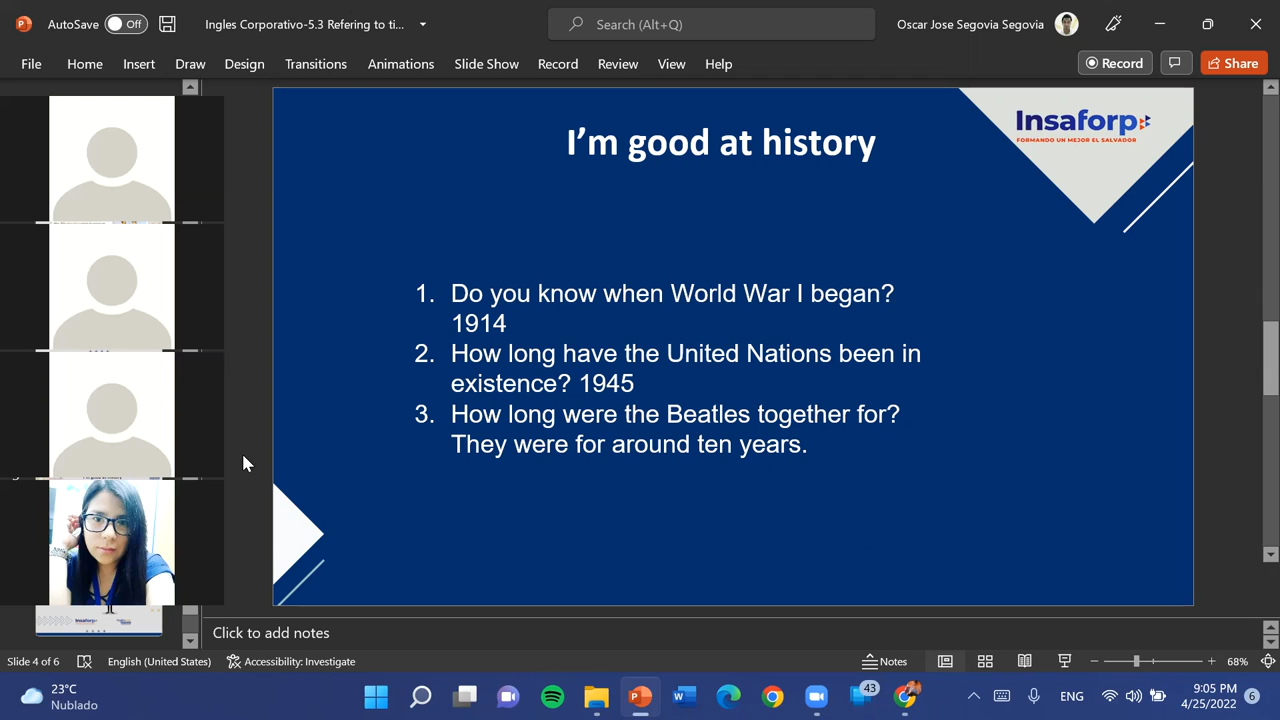 AutoSave Off Ingles Corporativo-5.3 Refering to ti... Search (Alt+Q) Oscar Jose Segovia Segovia
File Home Insert Draw Design Transitions Animations Slide Show Record Review View Help Record Share
I'm good at history
Insaforp
FORMANDO UN MEJOR EL SALVADOR
1. Do you know when World War I began?
1914
2. How long have the United Nations been in
existence? 1945
3. How long were the Beatles together for?
They were for around ten years.
Click to add notes
Slide 4 of 6 English (United States) Accessibility: Investigate Notes 68%
23°C
Nublado
43
ENG
9:05 PM
4/25/2022
6